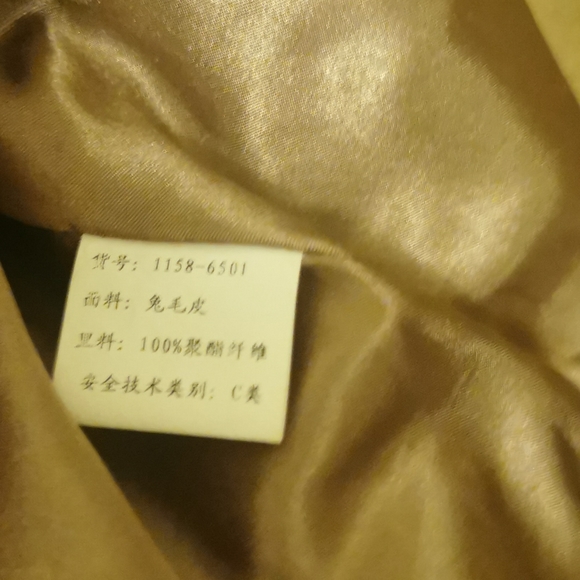 货号: 1158-6501
面料: 兔毛皮
里料: 100%聚酯纤维
安全技术类别: C类